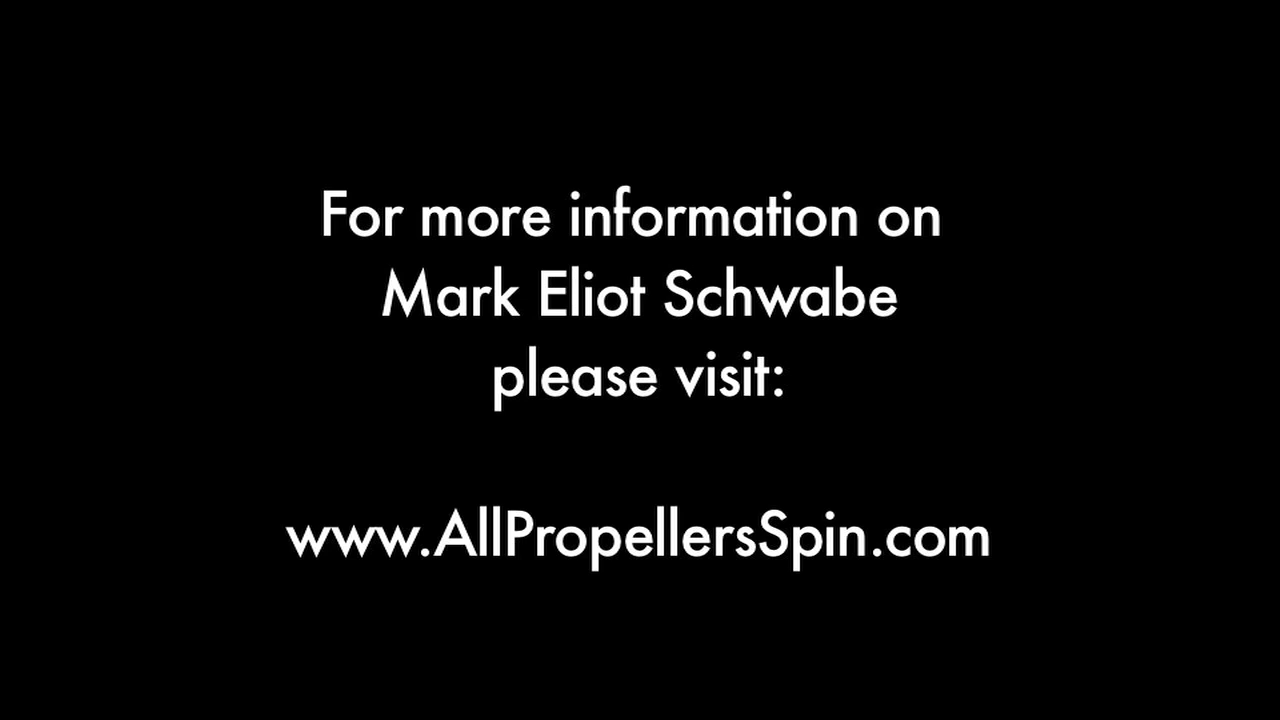 For more information on
Mark Eliot Schwabe
please visit:
www.AllPropellersSpin.com